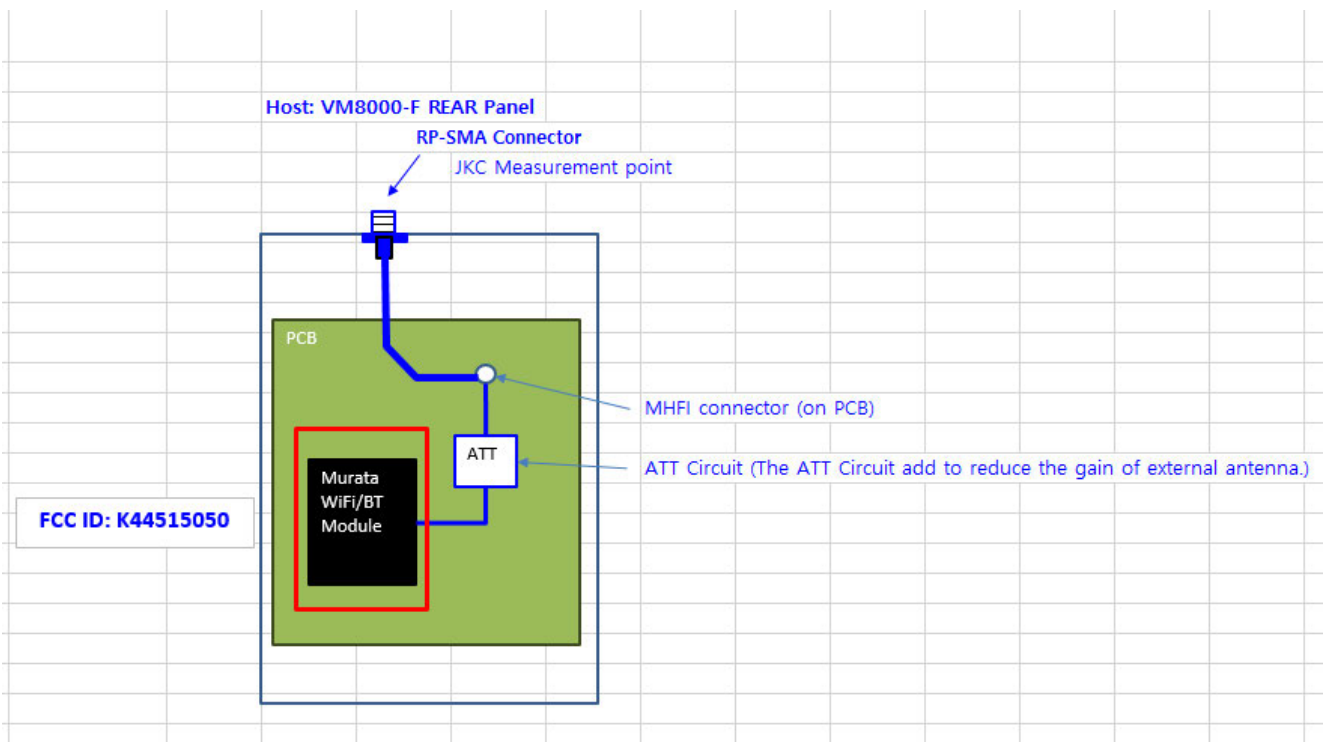 Host: VM8000-F REAR Panel
RP-SMA Connector
JKC Measurement point
PCB
MHFI connector (on PCB)
ATT
ATT Circuit (The ATT Circuit add to reduce the gain of external antenna.)
Murata
WiFi/BT
Module
FCC ID: K44515050